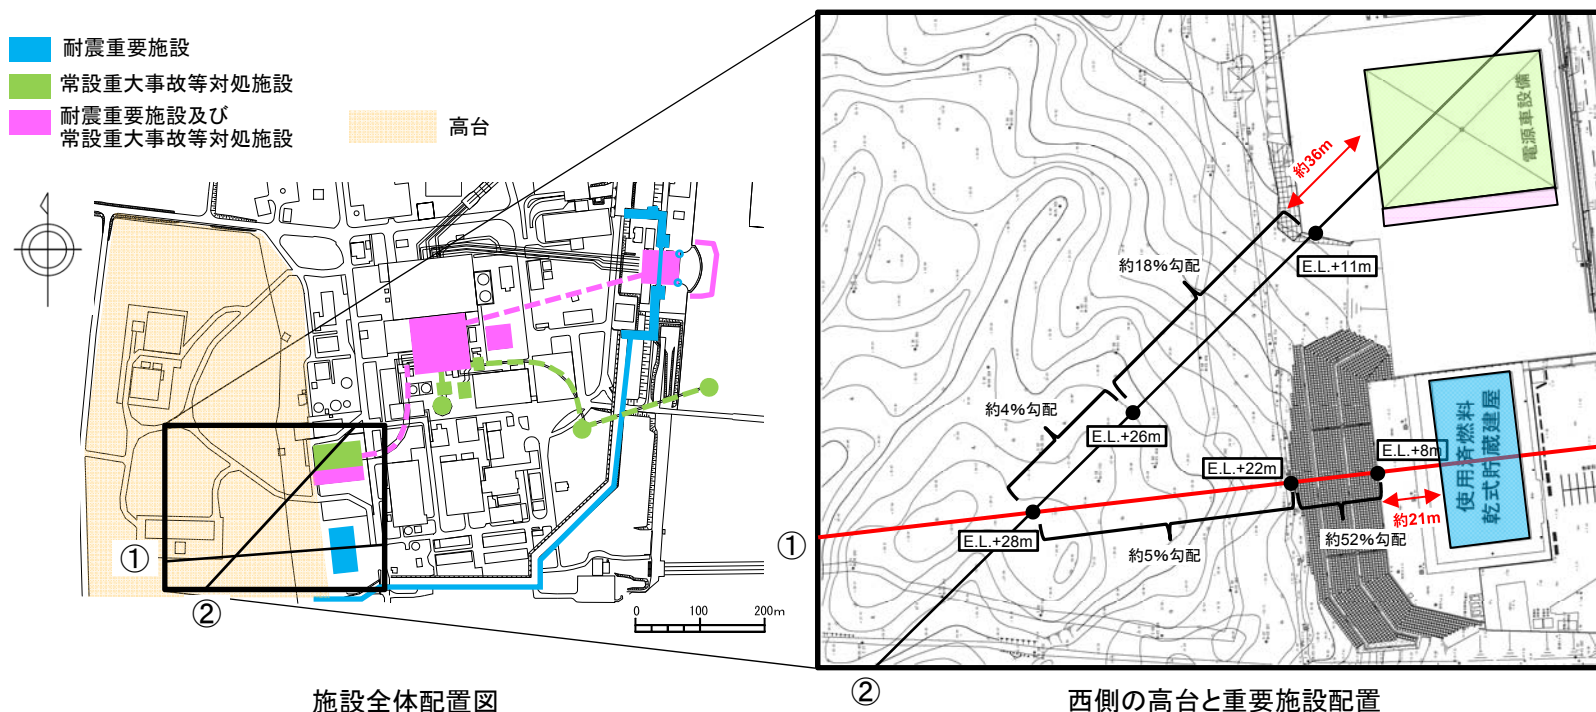 耐震重要施設
常設重大事故等対処施設
耐震重要施設及び
常設重大事故等対処施設
高台
①
②
0 100 200m
施設全体配置図
電源車設備
約36m
約18%勾配
E.L.+11m
約4%勾配
E.L.+26m
E.L.+22m
E.L.+8m
使用済燃料
乾式貯蔵建屋
約21m
E.L.+28m
約5%勾配
約52%勾配
①
②
西側の高台と重要施設配置